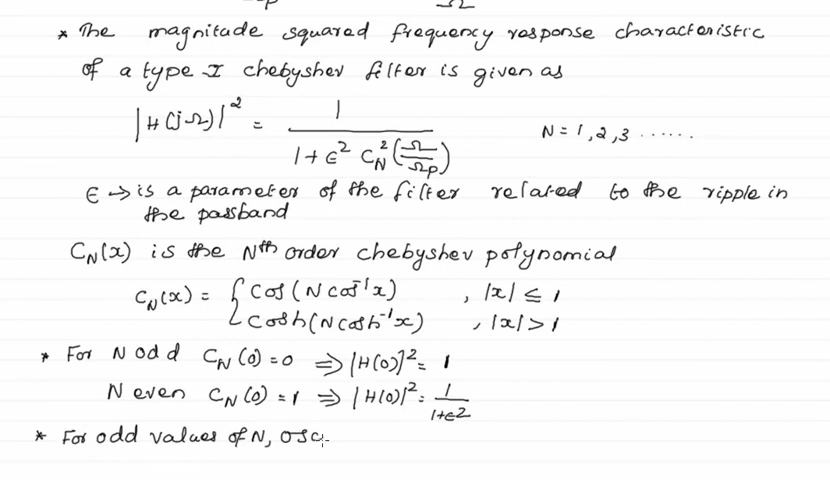 * The magnitude squared frequency response characteristic
of a type-I chebyshev filter is given as
|H(jΩ)|² = 1 / (1 + ϵ² C_N²(Ω/Ωp)) N = 1, 2, 3 ......
ϵ → is a parameter of the filter related to the ripple in
the passband
C_N(x) is the Nth order chebyshev polynomial
C_N(x) = { cos(N cos⁻¹x) , |x| ≤ 1
cosh(N cosh⁻¹x) , |x| > 1
* For N odd C_N(0) = 0 ⇒ |H(0)|² = 1
N even C_N(0) = 1 ⇒ |H(0)|² = 1/(1+ϵ²)
* For odd values of N, osc